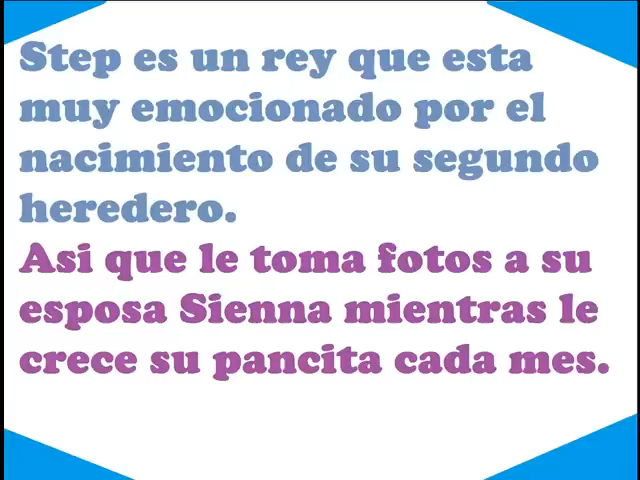 Step es un rey que esta
muy emocionado por el
nacimiento de su segundo
heredero.
Asi que le toma fotos a su
esposa Sienna mientras le
crece su pancita cada mes.